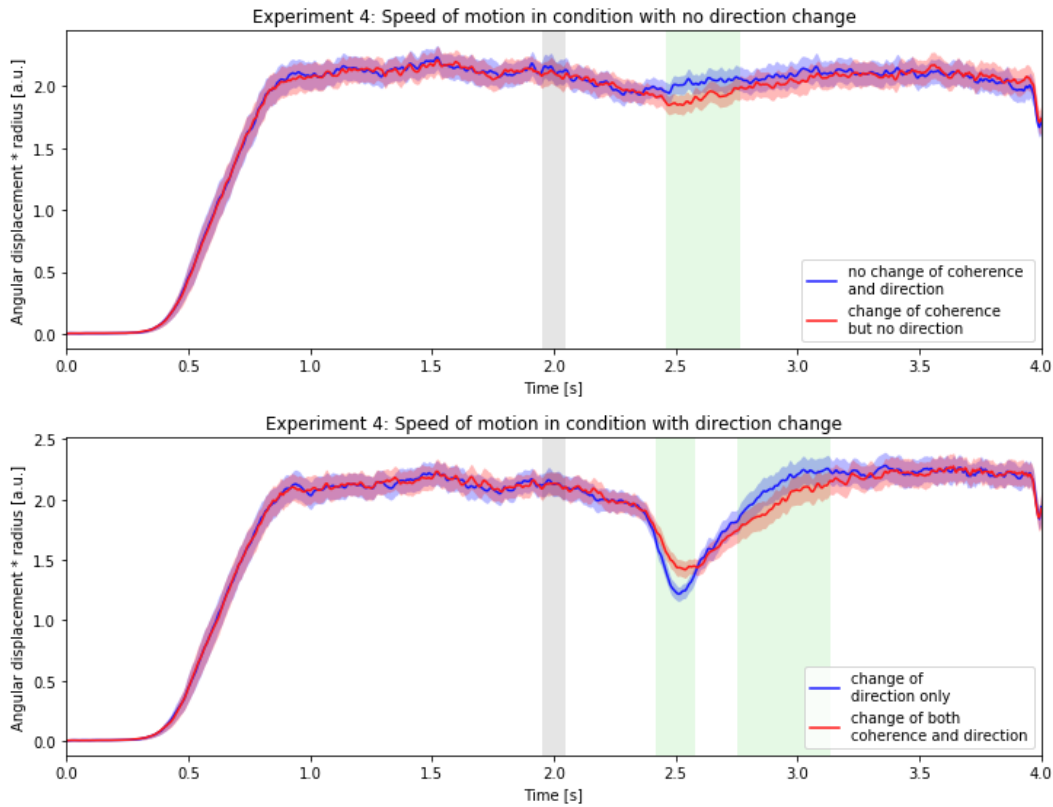 Experiment 4: Speed of motion in condition with no direction change
Angular displacement * radius [a.u.]
2.0
1.5
1.0
0.5
0.0
no change of coherence
and direction
change of coherence
but no direction
0.0 0.5 1.0 1.5 2.0 2.5 3.0 3.5 4.0
Time [s]
Experiment 4: Speed of motion in condition with direction change
Angular displacement * radius [a.u.]
2.5
2.0
1.5
1.0
0.5
0.0
change of
direction only
change of both
coherence and direction
0.0 0.5 1.0 1.5 2.0 2.5 3.0 3.5 4.0
Time [s]